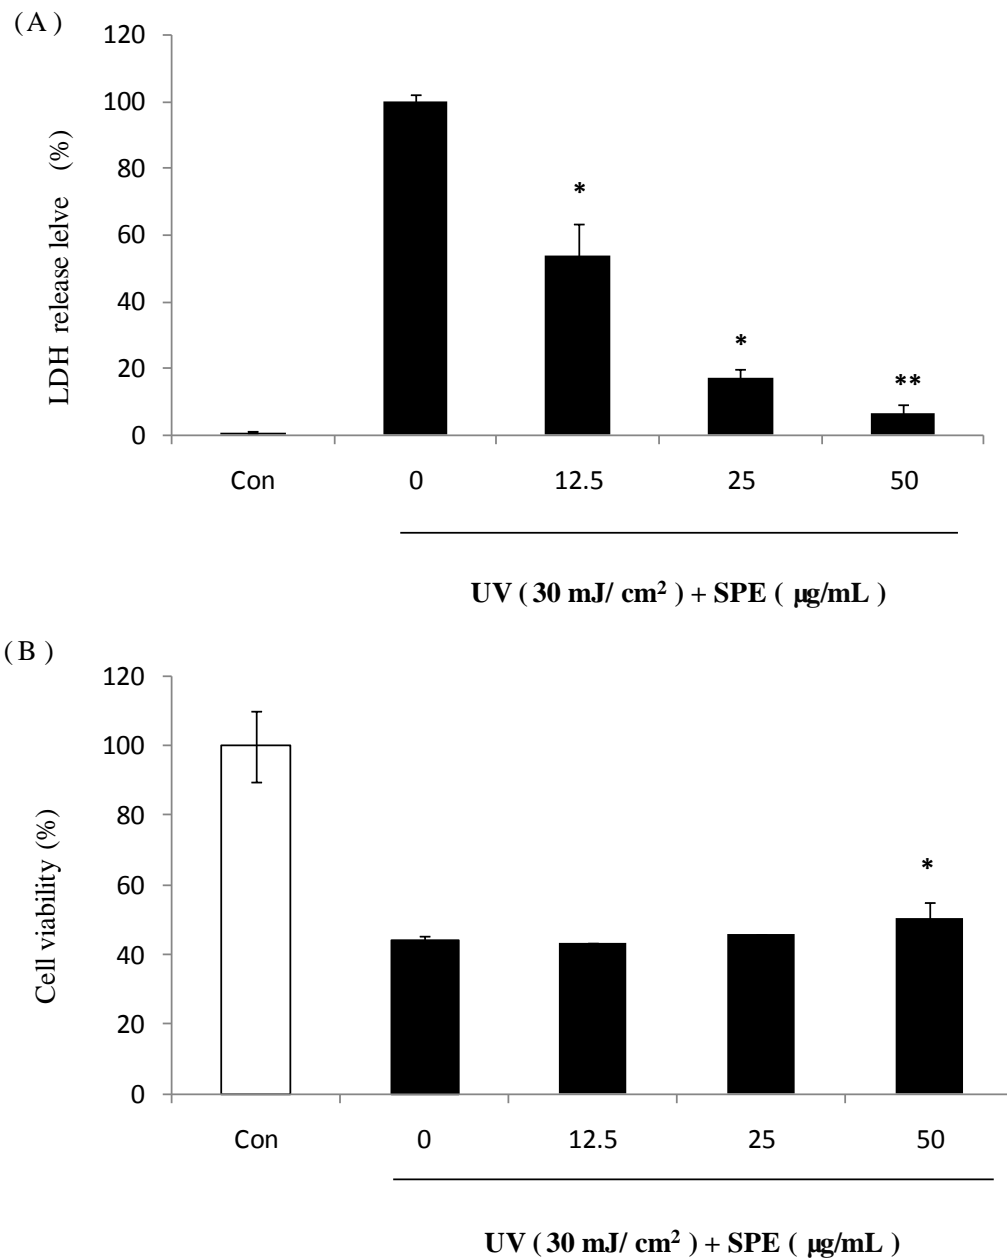 (A)
120
100
80
60
40
20
0
LDH release lelve (%)
*
*
**
Con 0 12.5 25 50
UV ( 30 mJ/ cm² ) + SPE ( µg/mL )
(B )
120
100
80
60
40
20
0
Cell viability (%)
*
Con 0 12.5 25 50
UV ( 30 mJ/ cm² ) + SPE ( µg/mL )